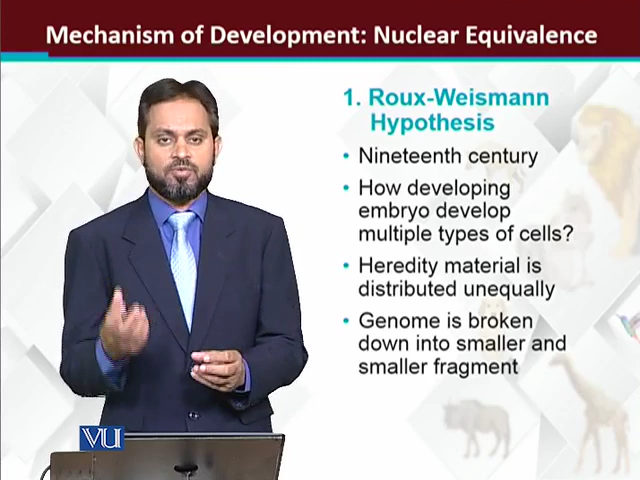 Mechanism of Development: Nuclear Equivalence
1. Roux-Weismann
Hypothesis
• Nineteenth century
• How developing
embryo develop
multiple types of cells?
• Heredity material is
distributed unequally
• Genome is broken
down into smaller and
smaller fragment
VU